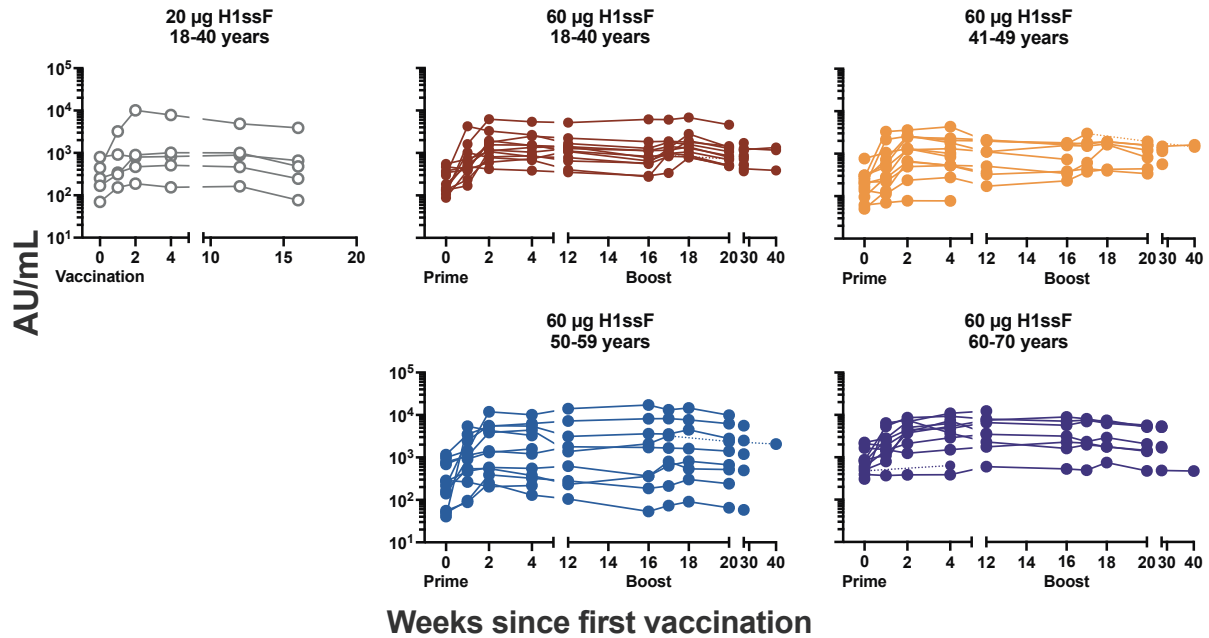 20 µg H1ssF
18-40 years
60 µg H1ssF
18-40 years
60 µg H1ssF
41-49 years
10⁵
10⁴
10³
10²
10¹
0 2 4 10 15 20
Vaccination
0 2 4 12 14 16 18 20 30 40
Prime Boost
0 2 4 12 14 16 18 20 30 40
Prime Boost
AU/mL
60 µg H1ssF
50-59 years
60 µg H1ssF
60-70 years
10⁵
10⁴
10³
10²
10¹
0 2 4 12 14 16 18 20 30 40
Prime Boost
0 2 4 12 14 16 18 20 30 40
Prime Boost
Weeks since first vaccination